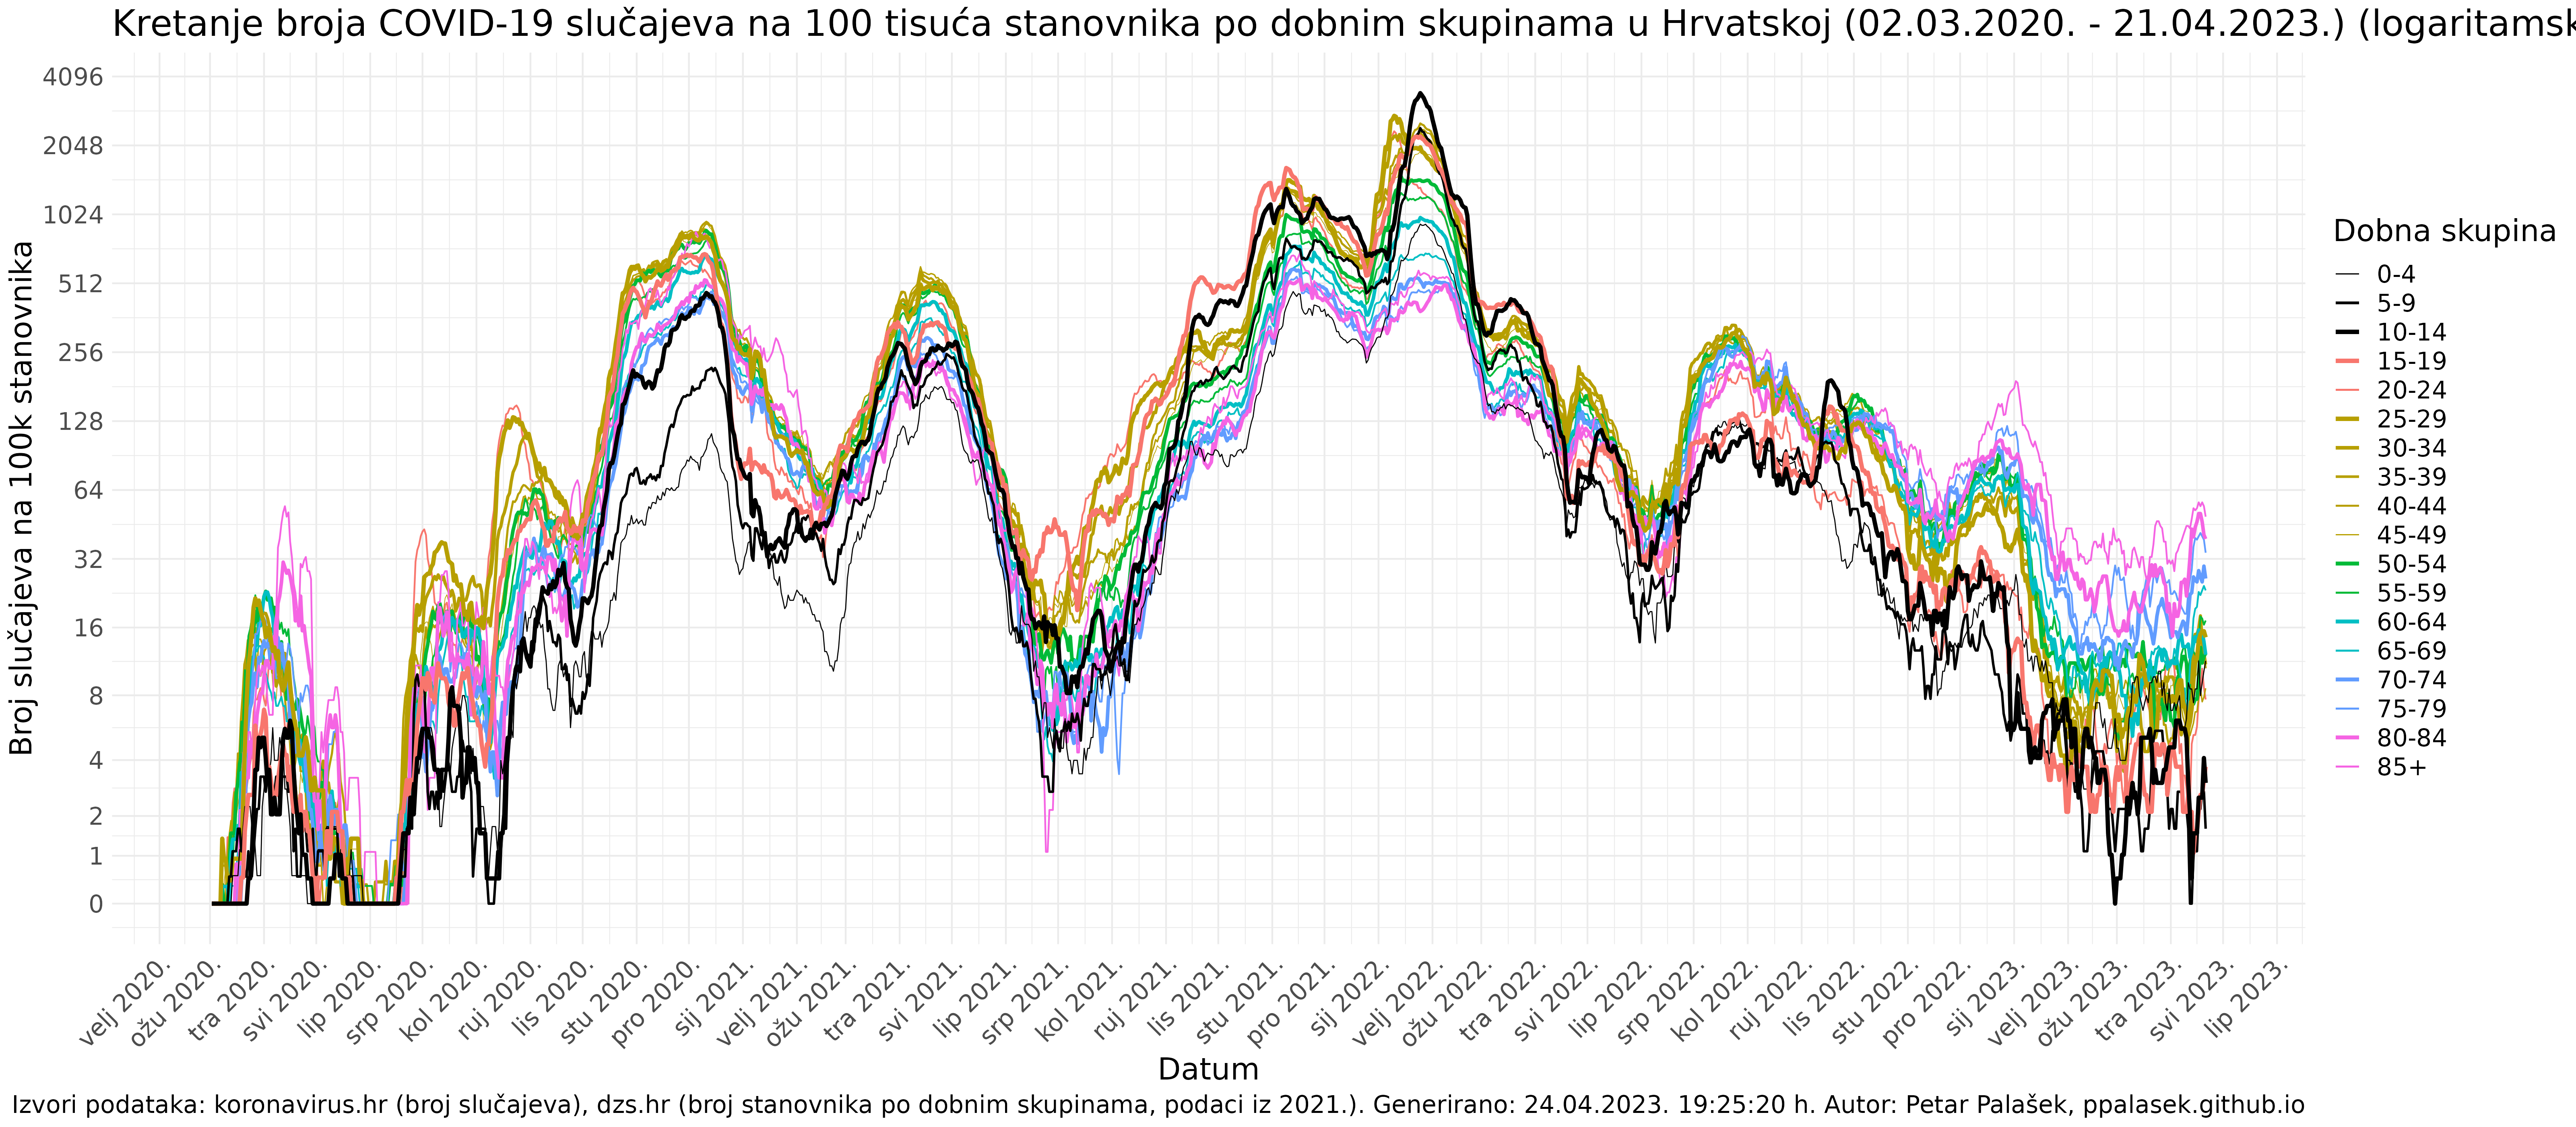 Kretanje broja COVID-19 slučajeva na 100 tisuća stanovnika po dobnim skupinama u Hrvatskoj (02.03.2020. - 21.04.2023.) (logaritamsk
Broj slučajeva na 100k stanovnika
4096
2048
1024
512
256
128
64
32
16
8
4
2
1
0
velj 2020.
ožu 2020.
tra 2020.
svi 2020.
lip 2020.
srp 2020.
kol 2020.
ruj 2020.
lis 2020.
stu 2020.
pro 2020.
sij 2021.
velj 2021.
ožu 2021.
tra 2021.
svi 2021.
lip 2021.
srp 2021.
kol 2021.
ruj 2021.
lis 2021.
stu 2021.
pro 2021.
sij 2022.
velj 2022.
ožu 2022.
tra 2022.
svi 2022.
lip 2022.
srp 2022.
kol 2022.
ruj 2022.
lis 2022.
stu 2022.
pro 2022.
sij 2023.
velj 2023.
ožu 2023.
tra 2023.
svi 2023.
lip 2023.
Datum
Dobna skupina
0-4
5-9
10-14
15-19
20-24
25-29
30-34
35-39
40-44
45-49
50-54
55-59
60-64
65-69
70-74
75-79
80-84
85+
Izvori podataka: koronavirus.hr (broj slučajeva), dzs.hr (broj stanovnika po dobnim skupinama, podaci iz 2021.). Generirano: 24.04.2023. 19:25:20 h. Autor: Petar Palašek, ppalasek.github.io